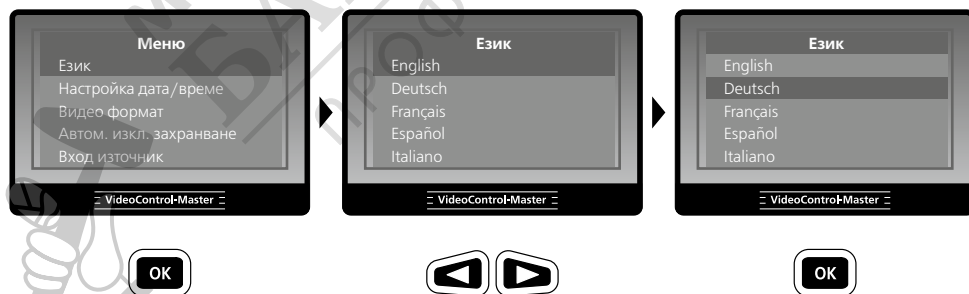 Меню
Език
Настройка дата/време
Видео формат
Автом. изкл. захранване
Вход източник
VideoControl-Master
OK
Език
English
Deutsch
Français
Español
Italiano
VideoControl-Master
Език
English
Deutsch
Français
Español
Italiano
VideoControl-Master
OK